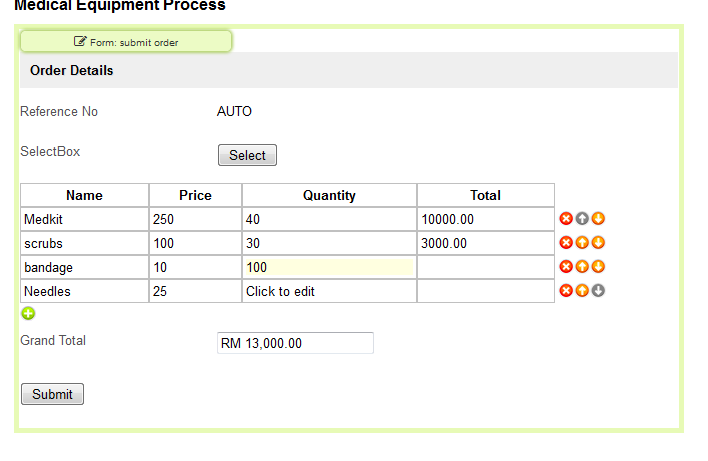 Medical Equipment Process
Form: submit order
Order Details
Reference No AUTO
SelectBox Select
Name Price Quantity Total
Medkit 250 40 10000.00
scrubs 100 30 3000.00
bandage 10 100
Needles 25 Click to edit
Grand Total RM 13,000.00
Submit